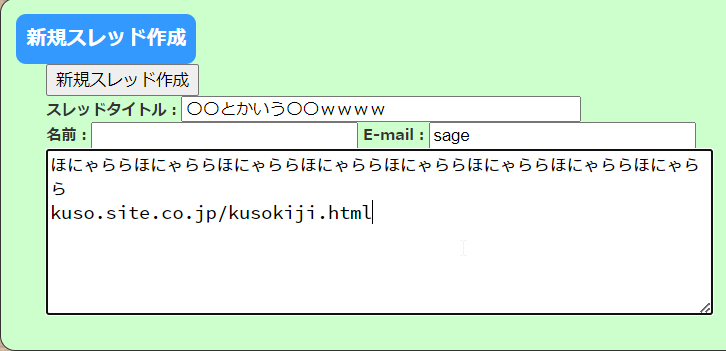 新規スレッド作成
新規スレッド作成
スレッドタイトル： 〇〇とかいう〇〇ｗｗｗｗ
名前： E-mail： sage
ほにゃららほにゃららほにゃららほにゃららほにゃららほにゃららほにゃららほにゃら
ら
kuso.site.co.jp/kusokiji.html